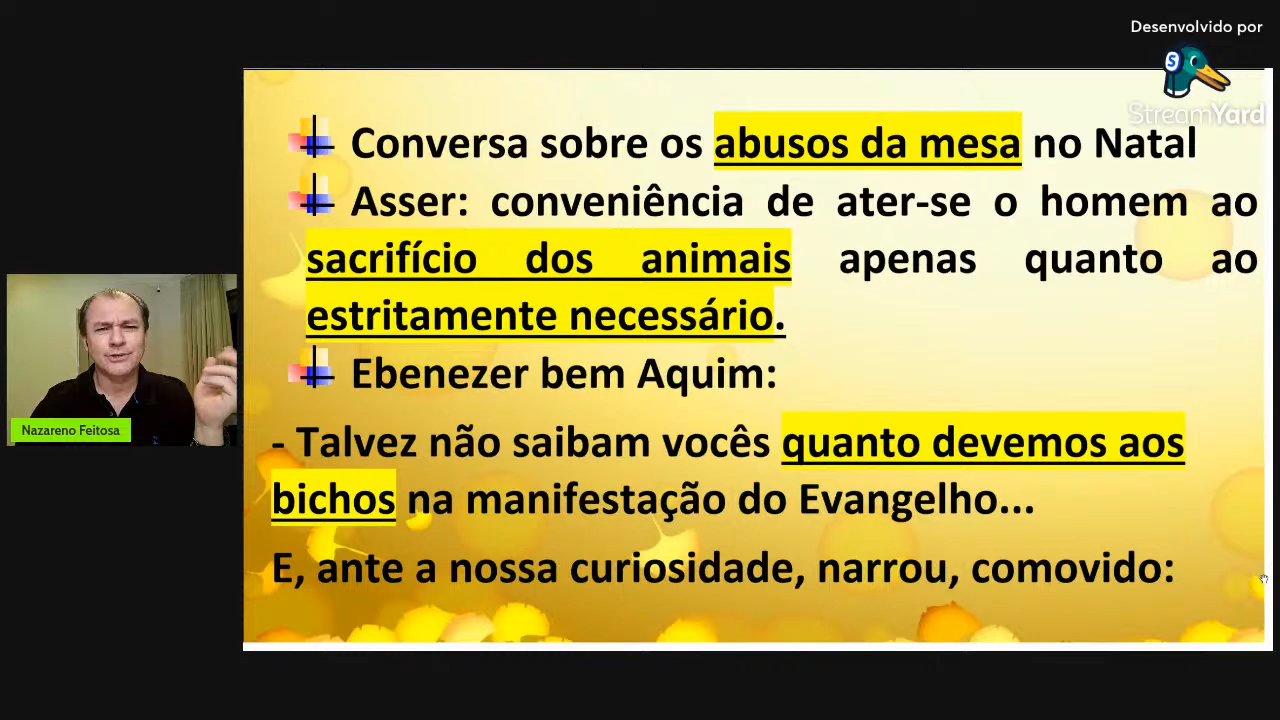 Desenvolvido por
StreamYard
Conversa sobre os abusos da mesa no Natal
Asser: conveniência de ater-se o homem ao
sacrifício dos animais apenas quanto ao
estritamente necessário.
Ebenezer bem Aquim:
- Talvez não saibam vocês quanto devemos aos
bichos na manifestação do Evangelho...
E, ante a nossa curiosidade, narrou, comovido:
Nazareno Feitosa